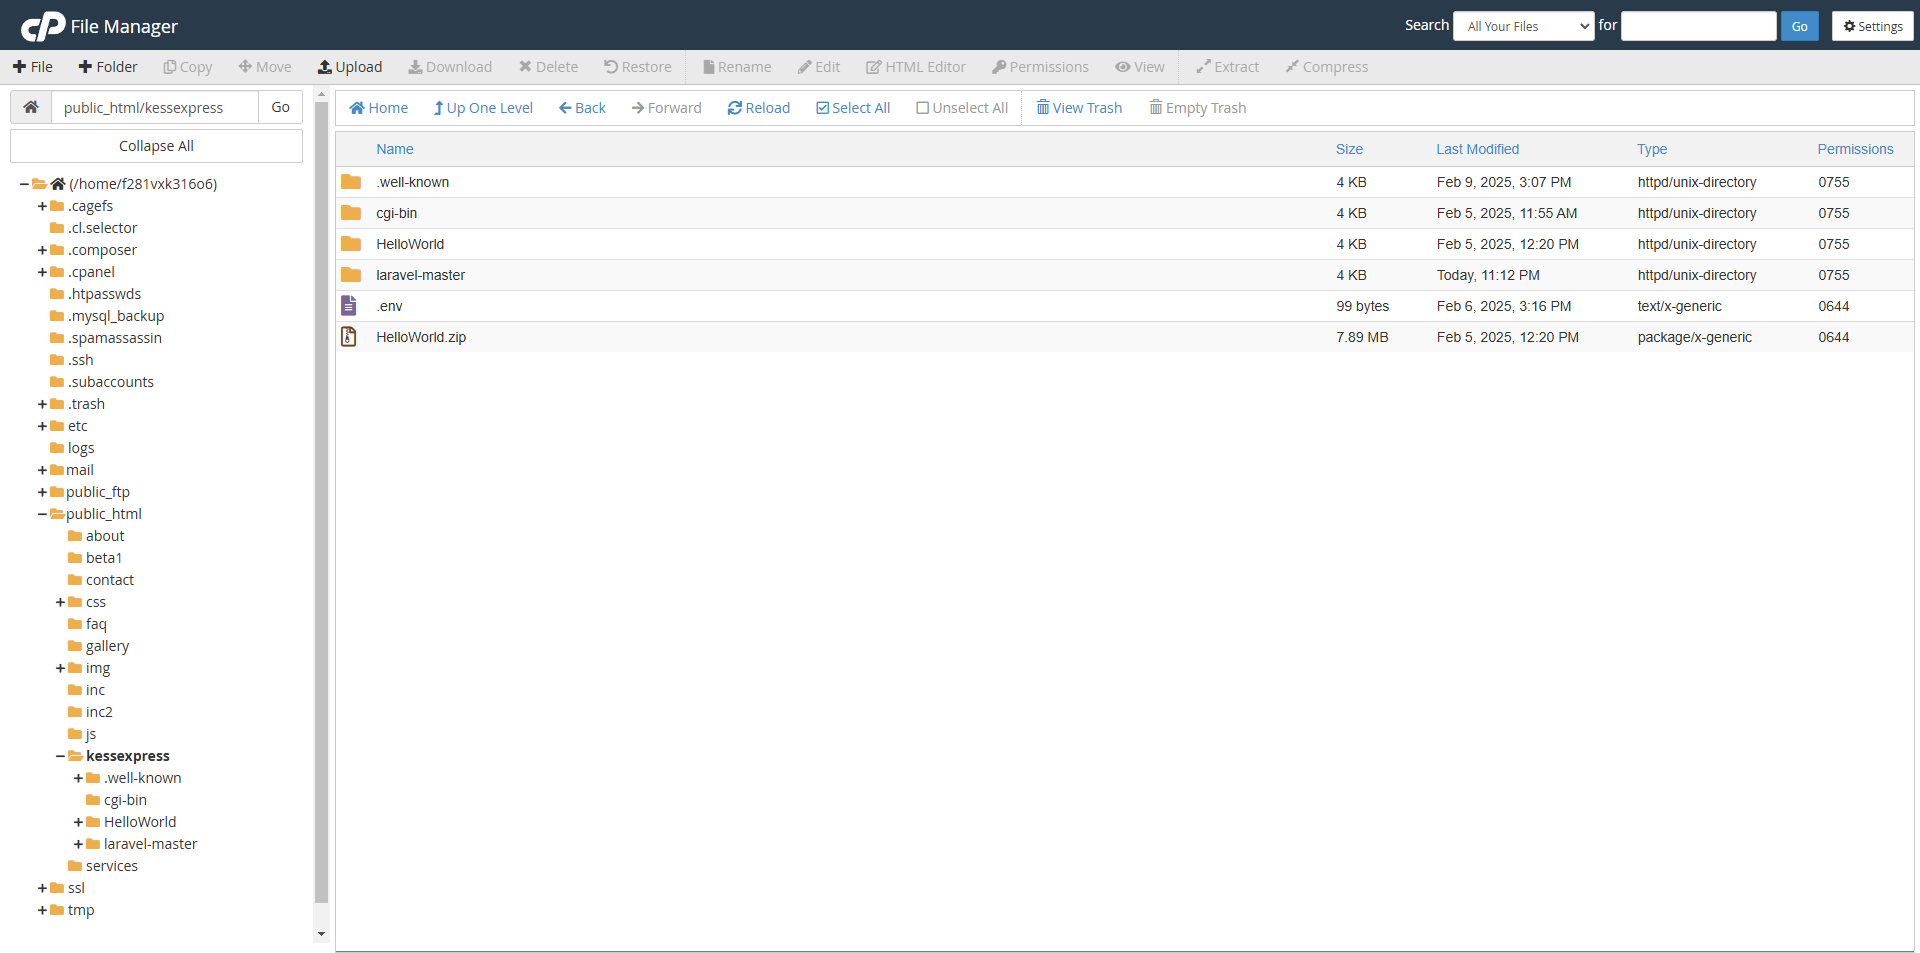 cP File Manager Search All Your Files for Go Settings
File Folder Copy Move Upload Download Delete Restore Rename Edit HTML Editor Permissions View Extract Compress
public_html/kessexpress Go
Collapse All
(/home/f281vxk316o6)
.cagefs
.cl.selector
.composer
.cpanel
.htpasswds
.mysql_backup
.spamassassin
.ssh
.subaccounts
.trash
etc
logs
mail
public_ftp
public_html
about
beta1
contact
css
faq
gallery
img
inc
inc2
js
kessexpress
.well-known
cgi-bin
HelloWorld
laravel-master
services
ssl
tmp
Home Up One Level Back Forward Reload Select All Unselect All View Trash Empty Trash
Name Size Last Modified Type Permissions
.well-known 4 KB Feb 9, 2025, 3:07 PM httpd/unix-directory 0755
cgi-bin 4 KB Feb 5, 2025, 11:55 AM httpd/unix-directory 0755
HelloWorld 4 KB Feb 5, 2025, 12:20 PM httpd/unix-directory 0755
laravel-master 4 KB Today, 11:12 PM httpd/unix-directory 0755
.env 99 bytes Feb 6, 2025, 3:16 PM text/x-generic 0644
HelloWorld.zip 7.89 MB Feb 5, 2025, 12:20 PM package/x-generic 0644